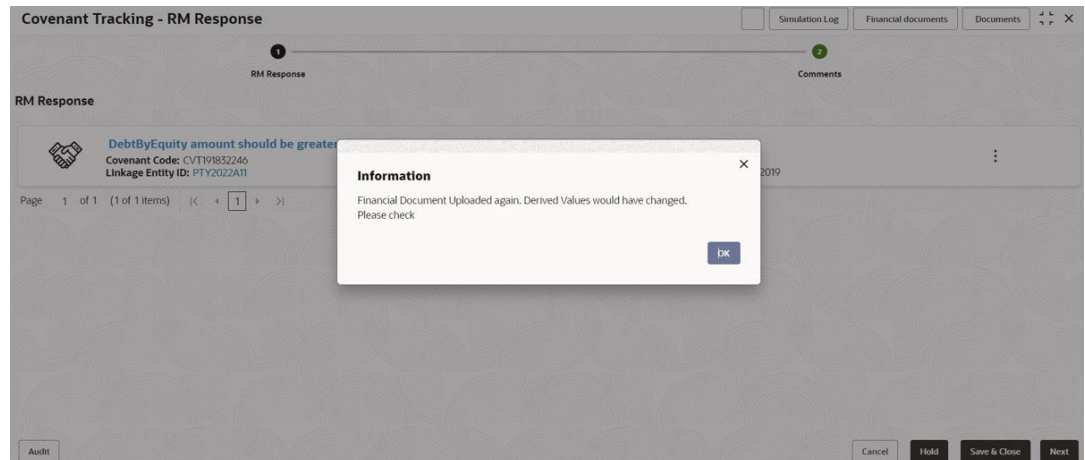 Covenant Tracking - RM Response
Simulation Log
Financial documents
Documents
1
2
RM Response
Comments
RM Response
DebtByEquity amount should be greater
Covenant Code: CVT191832246
Linkage Entity ID: PTY2022A11
2019
Information
Financial Document Uploaded again. Derived Values would have changed.
Please check
OK
Page 1 of 1 (1 of 1 items) 1
Audit
Cancel
Hold
Save & Close
Next